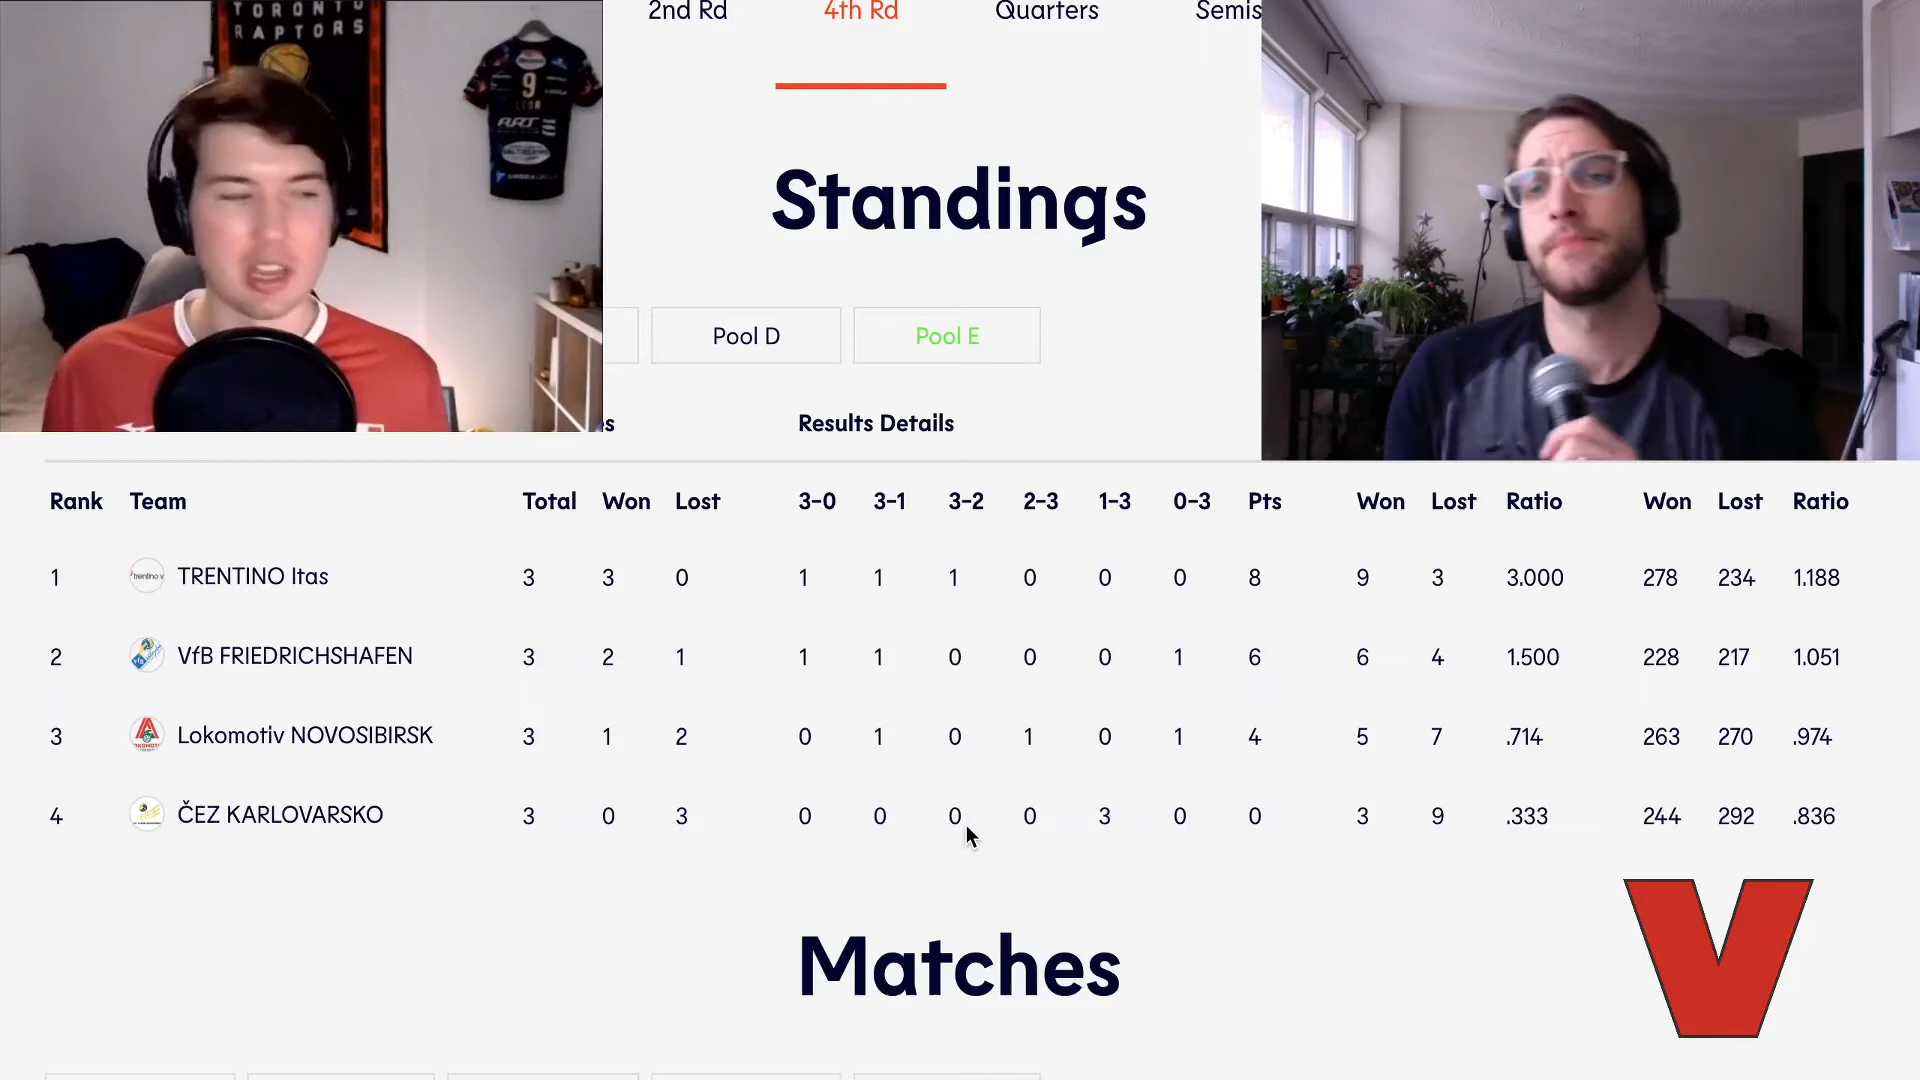 TORONTO
RAPTORS
9
LEON
ART
2nd Rd
4th Rd
Quarters
Semis
Standings
Pool D
Pool E
s
Results Details
Rank Team Total Won Lost 3-0 3-1 3-2 2-3 1-3 0-3 Pts Won Lost Ratio Won Lost Ratio
1 TRENTINO Itas 3 3 0 1 1 1 0 0 0 8 9 3 3.000 278 234 1.188
2 VfB FRIEDRICHSHAFEN 3 2 1 1 1 0 0 0 1 6 6 4 1.500 228 217 1.051
3 Lokomotiv NOVOSIBIRSK 3 1 2 0 1 0 1 0 1 4 5 7 .714 263 270 .974
4 ČEZ KARLOVARSKO 3 0 3 0 0 0 0 3 0 0 3 9 .333 244 292 .836
Matches
V